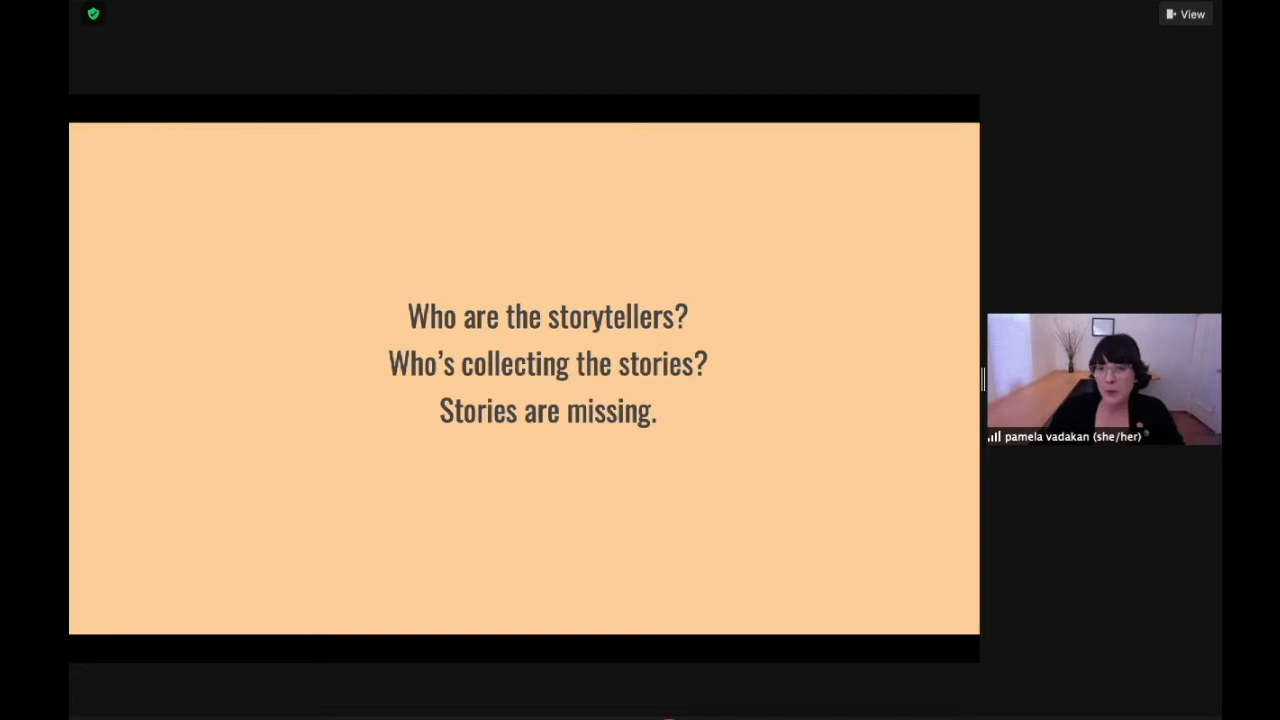 View
Who are the storytellers?
Who’s collecting the stories?
Stories are missing.
pamela vadakan (she/her)